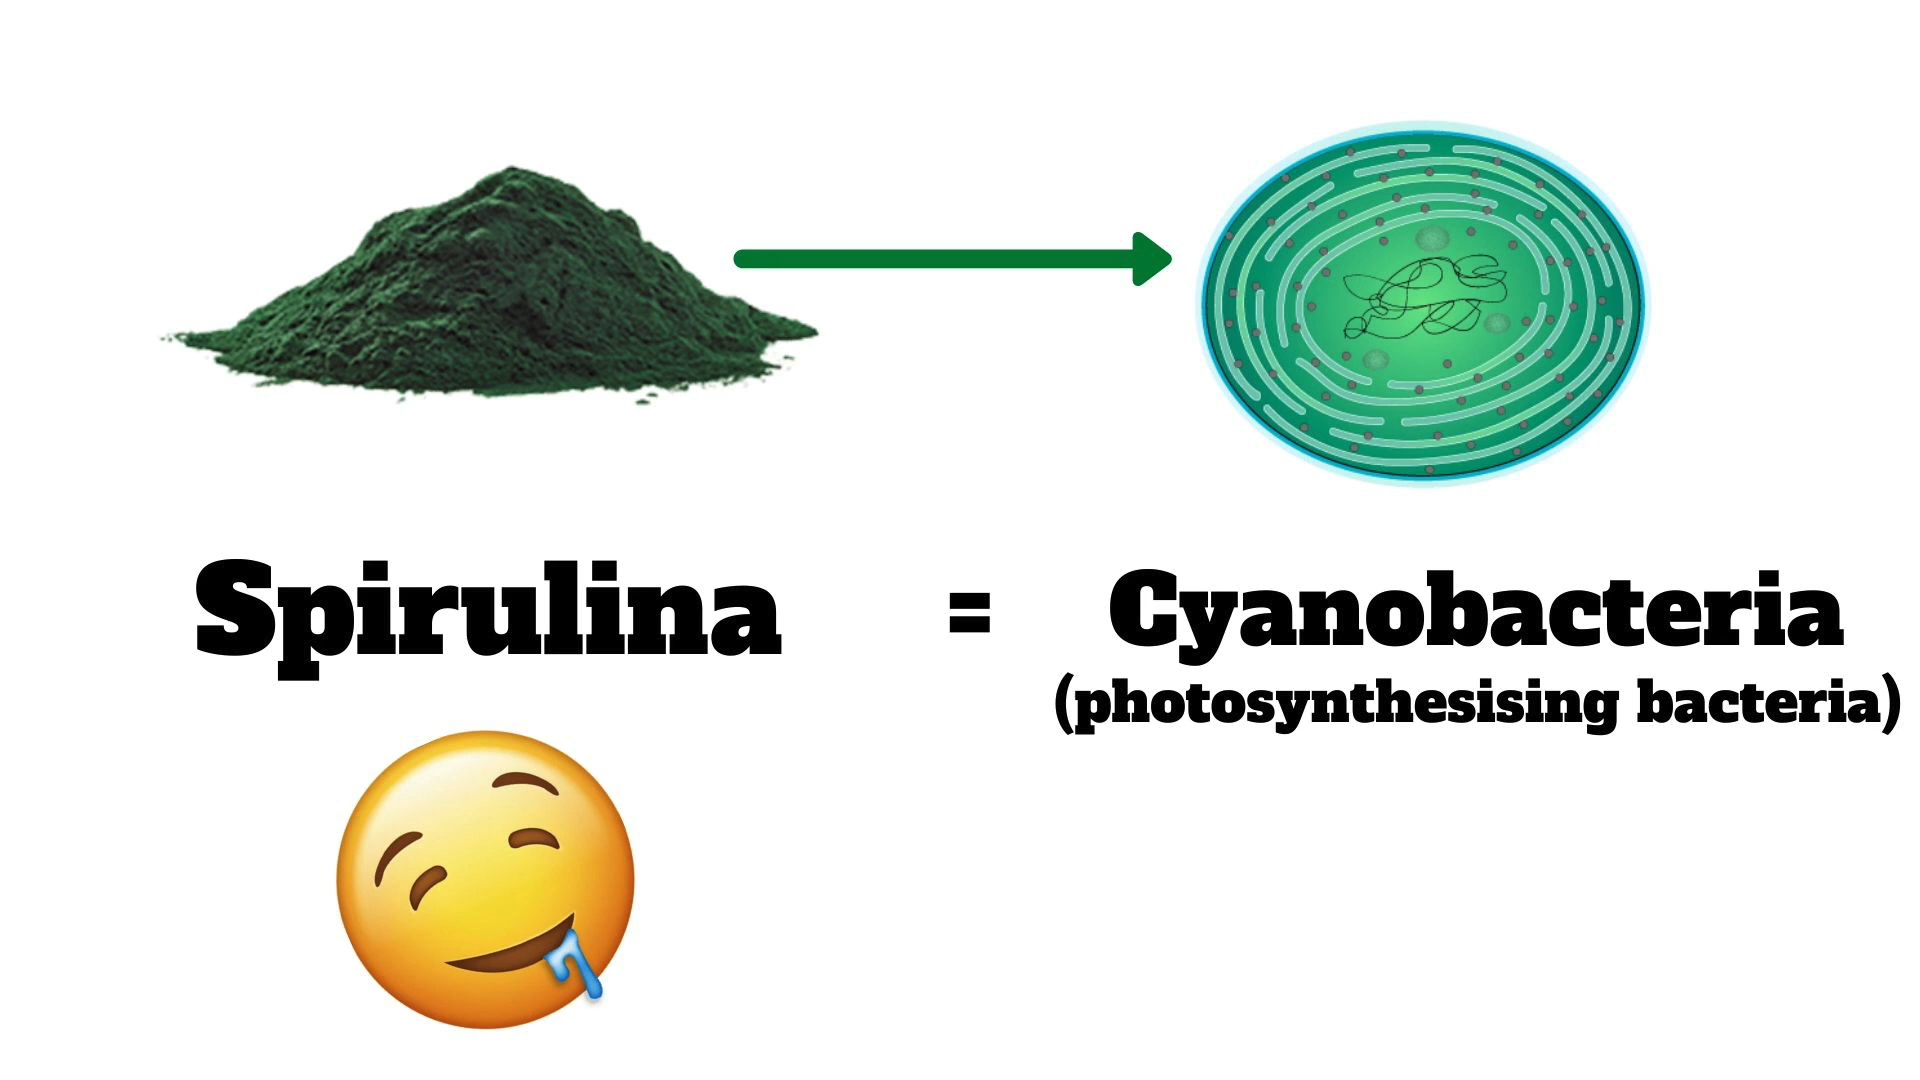 Spirulina = Cyanobacteria
(photosynthesising bacteria)